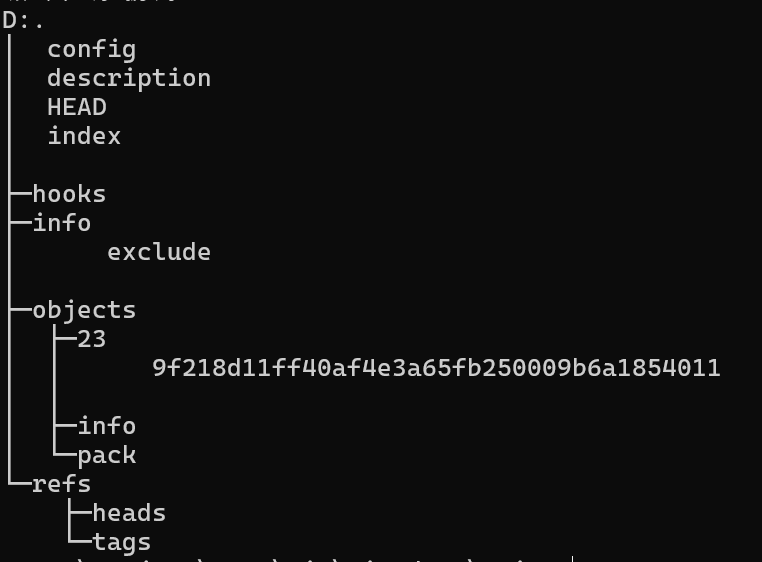 D:.
│  config
│  description
│  HEAD
│  index
│
├─hooks
├─info
│      exclude
│
├─objects
│  ├─23
│  │      9f218d11ff40af4e3a65fb250009b6a1854011
│  │
│  ├─info
│  └─pack
└─refs
    ├─heads
    └─tags